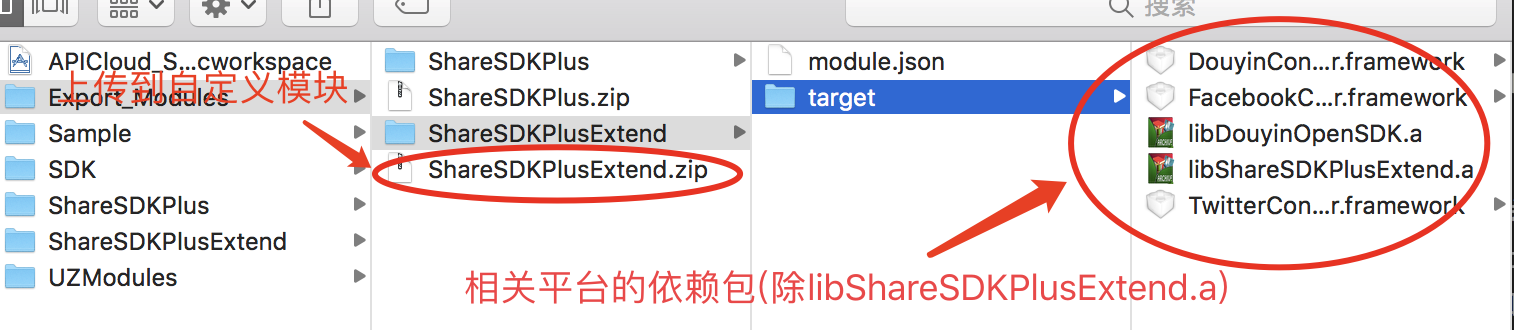 搜索
APICloud_S...cworkspace
Export_Modules
Sample
SDK
ShareSDKPlus
ShareSDKPlusExtend
UZModules
上传到自定义模块
ShareSDKPlus
ShareSDKPlus.zip
ShareSDKPlusExtend
ShareSDKPlusExtend.zip
module.json
target
DouyinCon...r.framework
FacebookC...r.framework
libDouyinOpenSDK.a
libShareSDKPlusExtend.a
TwitterCon...r.framework
相关平台的依赖包(除libShareSDKPlusExtend.a)